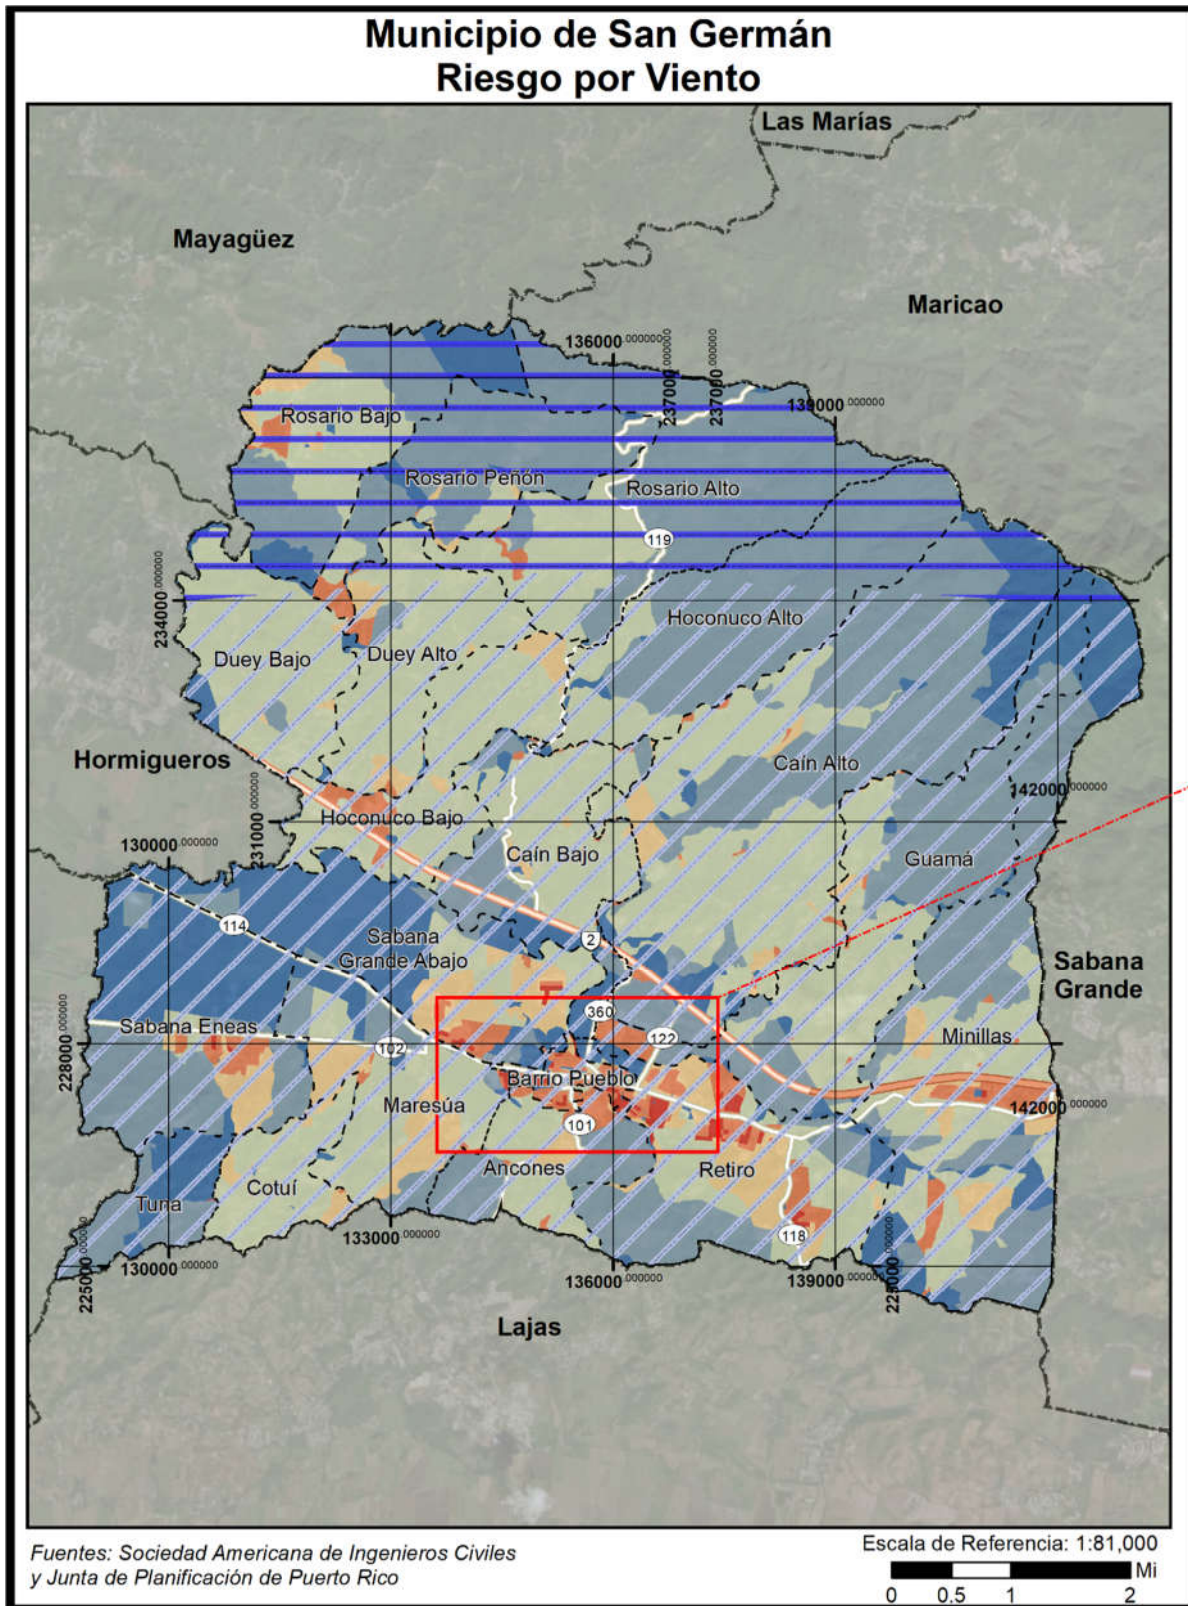 Municipio de San Germán
Riesgo por Viento
Las Marías
Mayagüez
Maricao
136000.000000
237000.000000
237000.000000
139000.000000
Rosario Bajo
Rosario Peñón
Rosario Alto
119
234000.000000
Hoconuco Alto
Duey Bajo
Duey Alto
Hormigueros
Caín Alto
142000.000000
231000.000000
Hoconuco Bajo
130000.000000
Caín Bajo
Guamá
114
Sabana
Grande Abajo
2
Sabana
Grande
360
Sabana Eneas
228000.000000
102
122
Minillas
Barrio Pueblo
Maresúa
142000.000000
101
Ancones
Retiro
Cotuí
Tuna
133000.000000
118
225000.000000
130000.000000
136000.000000
139000.000000
225000.000000
Lajas
Fuentes: Sociedad Americana de Ingenieros Civiles
y Junta de Planificación de Puerto Rico
Escala de Referencia: 1:81,000
Mi
0 0.5 1 2